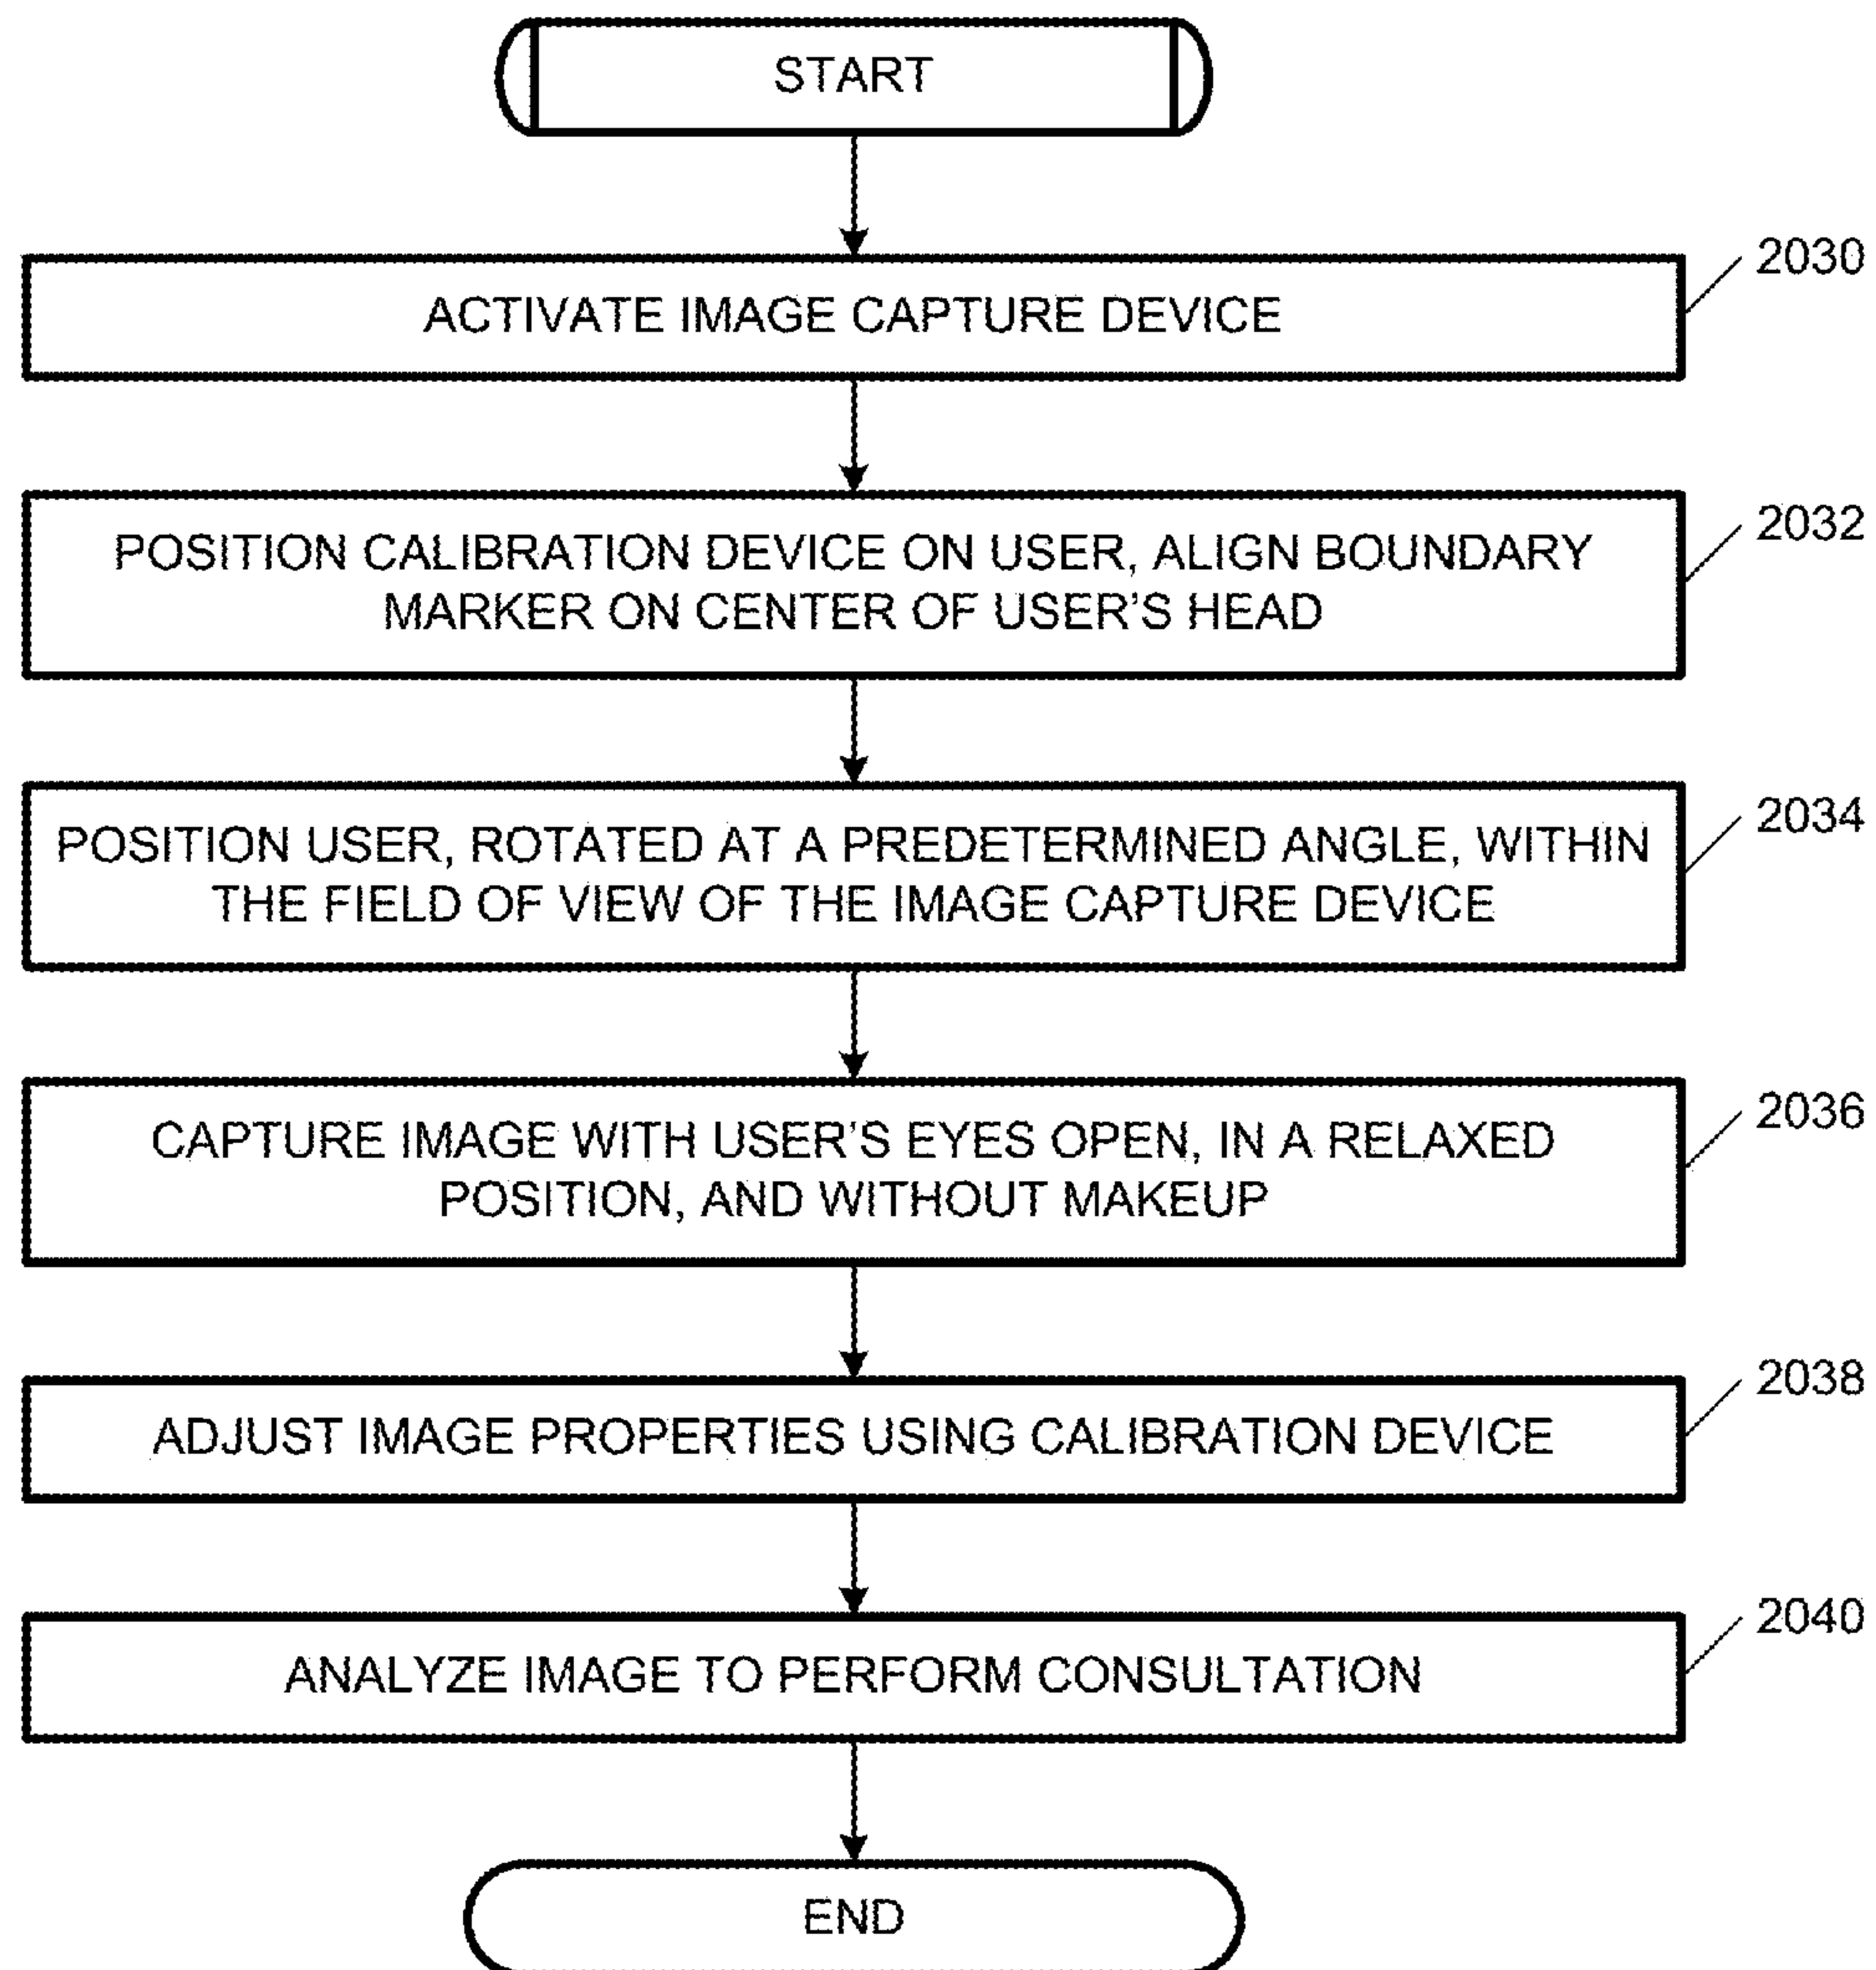 START
2030
ACTIVATE IMAGE CAPTURE DEVICE
2032
POSITION CALIBRATION DEVICE ON USER, ALIGN BOUNDARY
MARKER ON CENTER OF USER'S HEAD
2034
POSITION USER, ROTATED AT A PREDETERMINED ANGLE, WITHIN
THE FIELD OF VIEW OF THE IMAGE CAPTURE DEVICE
2036
CAPTURE IMAGE WITH USER'S EYES OPEN, IN A RELAXED
POSITION, AND WITHOUT MAKEUP
2038
ADJUST IMAGE PROPERTIES USING CALIBRATION DEVICE
2040
ANALYZE IMAGE TO PERFORM CONSULTATION
END